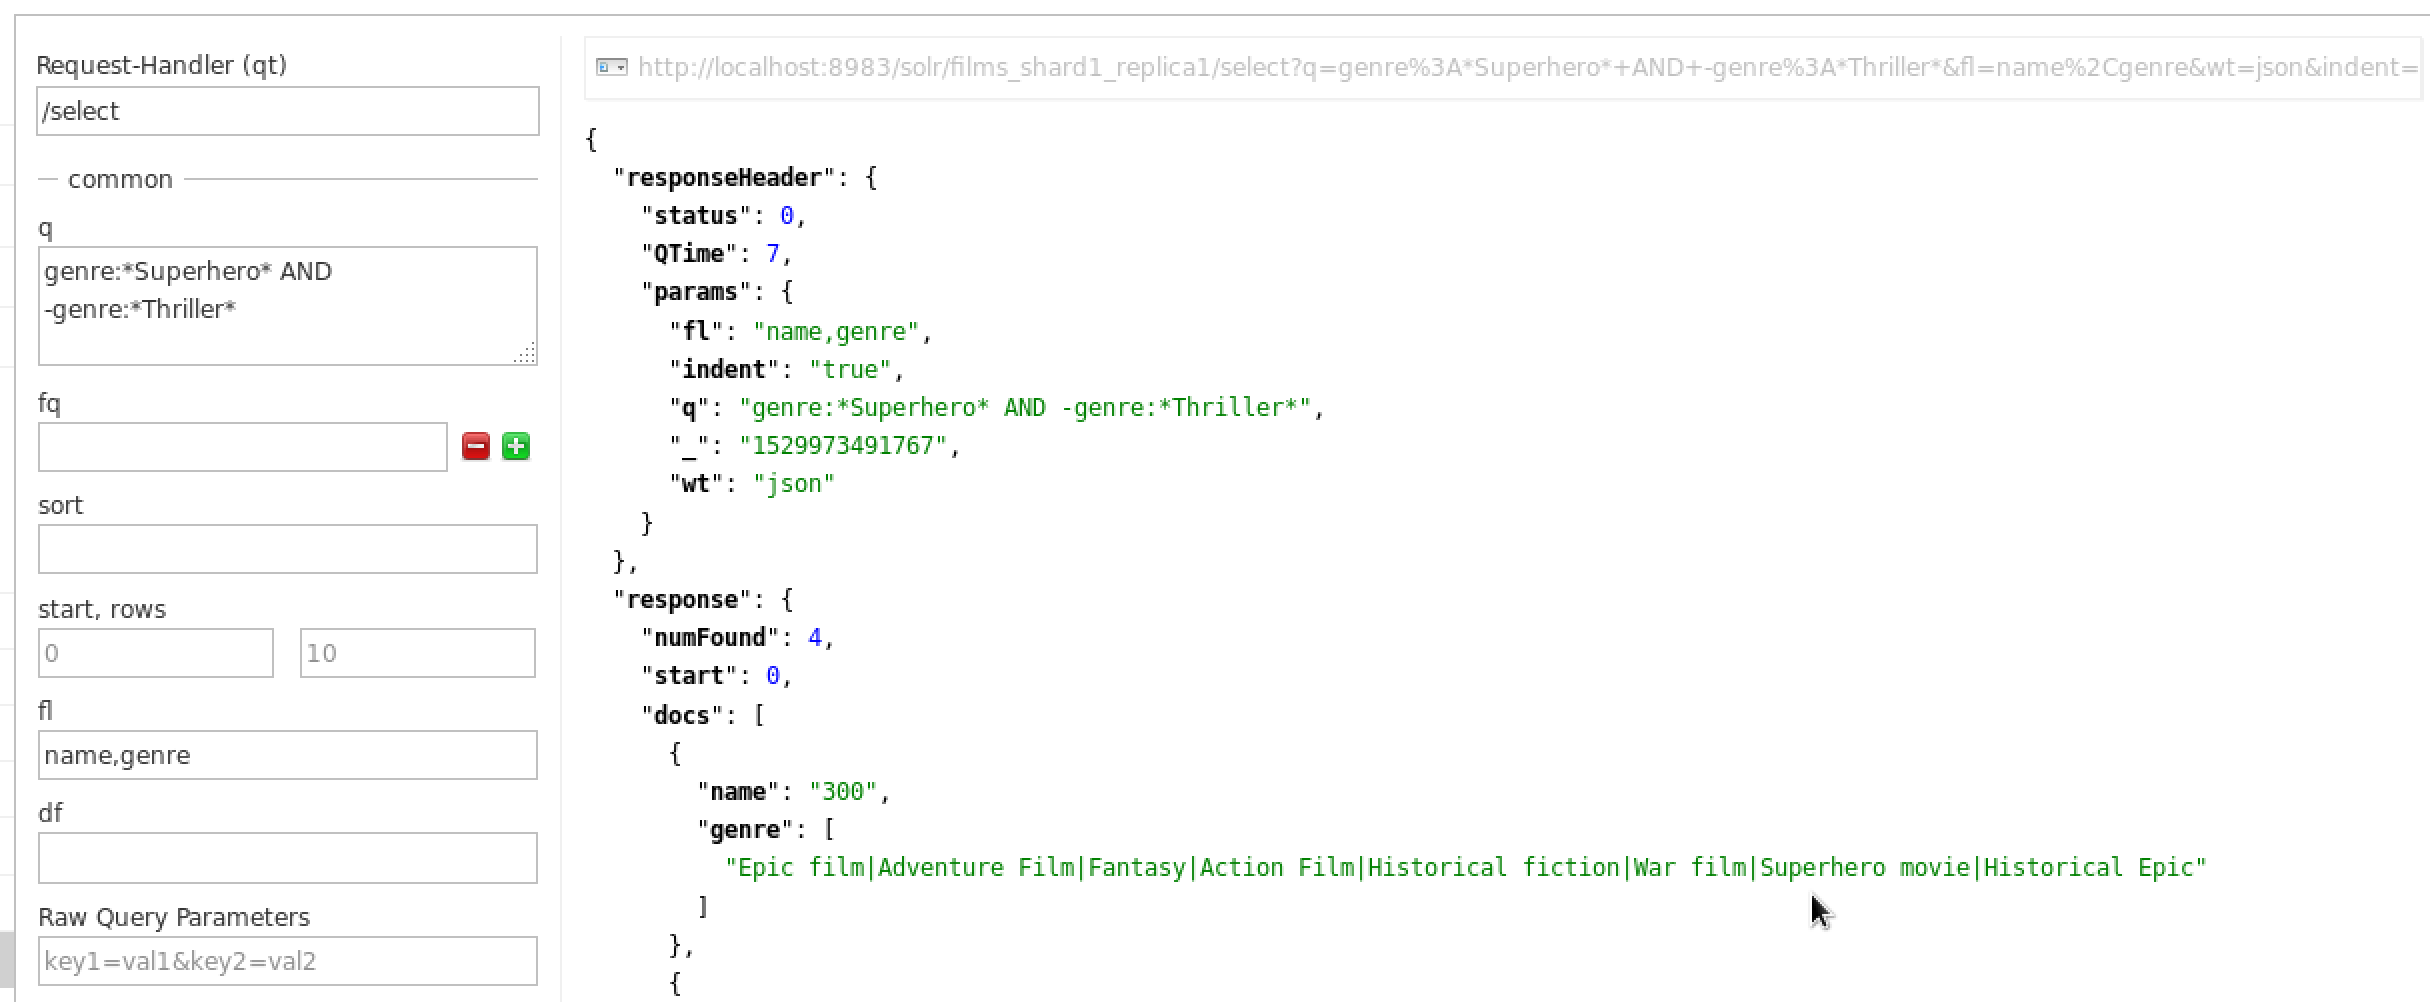 Request-Handler (qt)
/select
common
q
genre:*Superhero* AND
-genre:*Thriller*
fq
sort
start, rows
0 10
fl
name,genre
df
Raw Query Parameters
key1=val1&key2=val2
http://localhost:8983/solr/films_shard1_replica1/select?q=genre%3A*Superhero*+AND+-genre%3A*Thriller*&fl=name%2Cgenre&wt=json&indent=
{
"responseHeader": {
"status": 0,
"QTime": 7,
"params": {
"fl": "name,genre",
"indent": "true",
"q": "genre:*Superhero* AND -genre:*Thriller*",
"_": "1529973491767",
"wt": "json"
}
},
"response": {
"numFound": 4,
"start": 0,
"docs": [
{
"name": "300",
"genre": [
"Epic film|Adventure Film|Fantasy|Action Film|Historical fiction|War film|Superhero movie|Historical Epic"
]
},
{